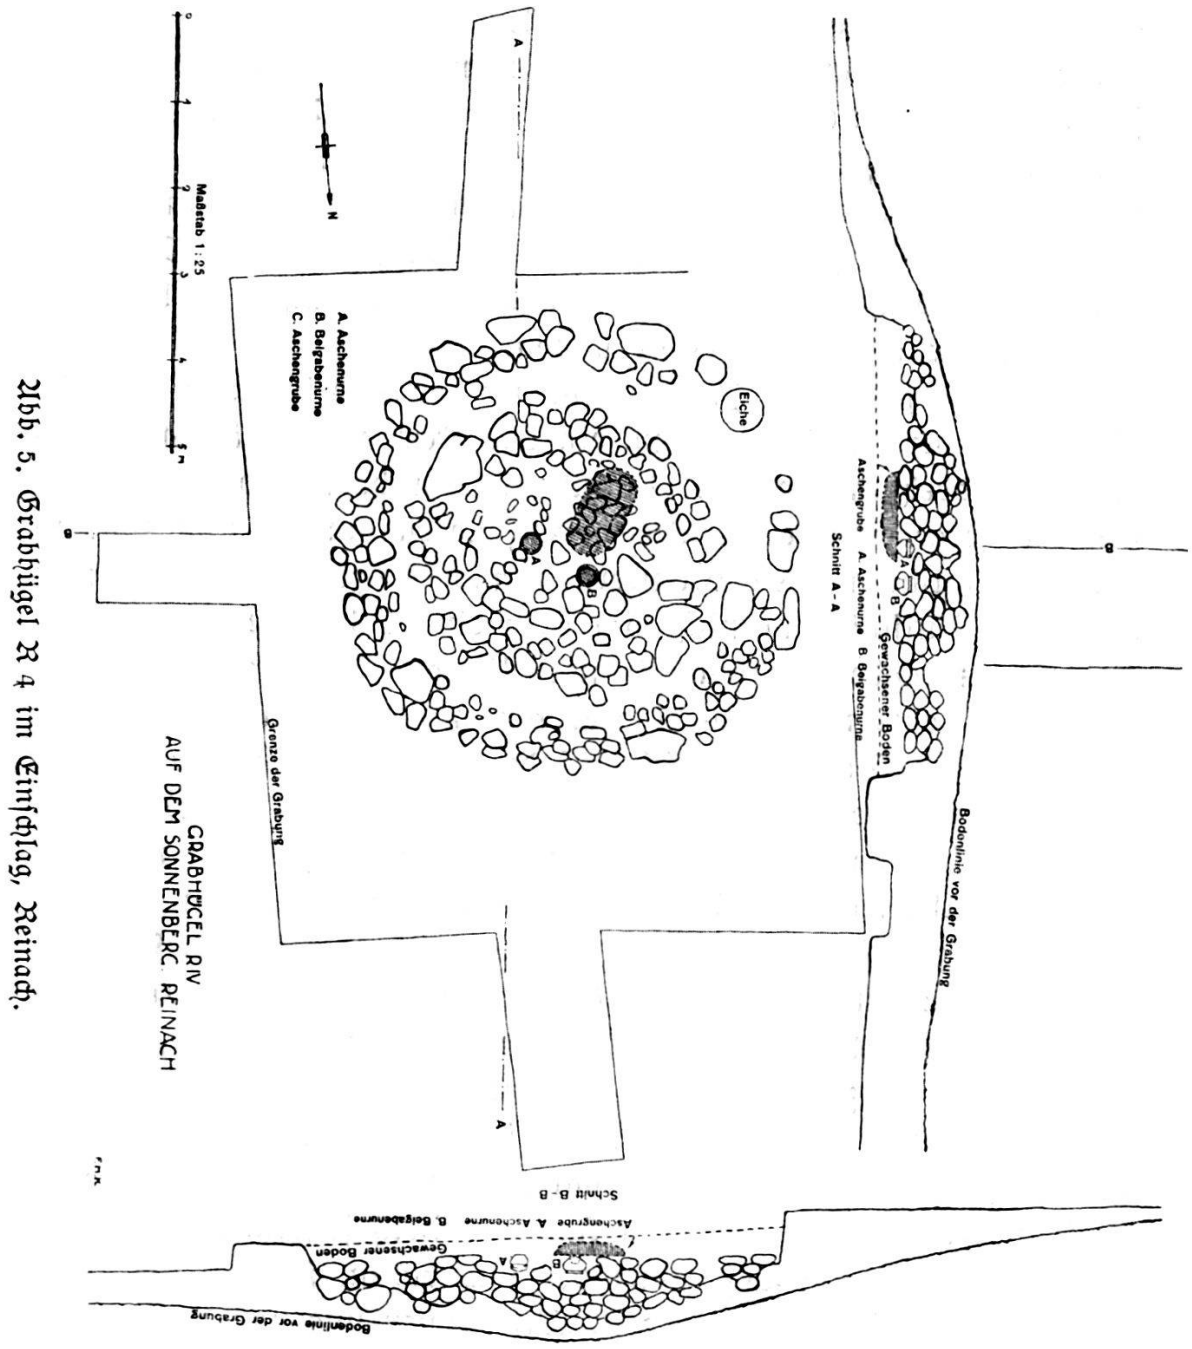 0
1
2
3
4
5 M
Maßstab 1:25
N
A
A. Aschenurne
B. Beigabenurne
C. Aschengrube
Eiche
C
A
B
B
B
A
Grenze der Grabung
GRABHÜGEL RIV
AUF DEM SONNENBERG. REINACH
Schnitt A-A
Aschengrube A. Aschenurne B Beigabenurne
Gewachsener Boden
A
B
Bodenlinie vor der Grabung
Schnitt B-B
Aschengrube A. Aschenurne B. Beigabenurne
Gewachsener Boden
A
B
Bodenlinie vor der Grabung
Abb. 5. Grabhügel R 4 im Einschlag, Reinach.